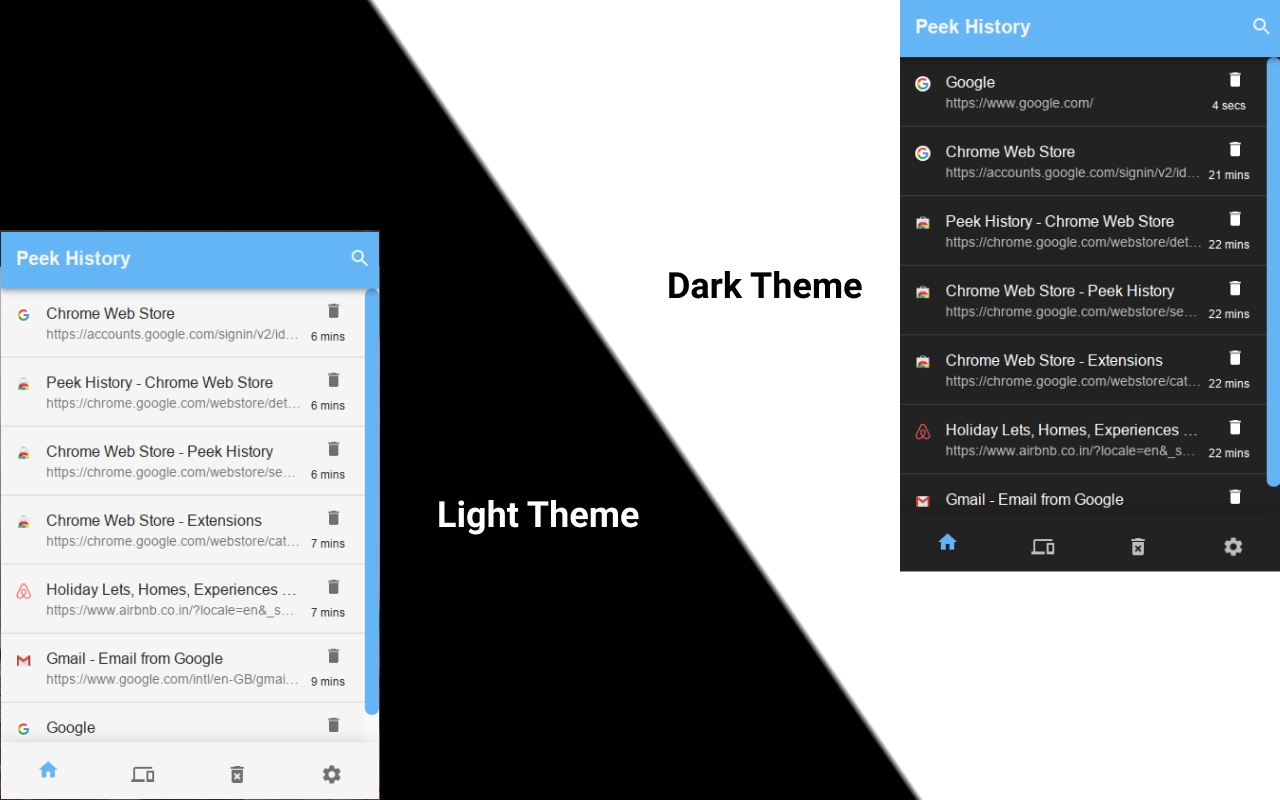 Peek History
Chrome Web Store
https://accounts.google.com/signin/v2/id...
6 mins
Peek History - Chrome Web Store
https://chrome.google.com/webstore/det...
6 mins
Chrome Web Store - Peek History
https://chrome.google.com/webstore/se...
6 mins
Chrome Web Store - Extensions
https://chrome.google.com/webstore/cat...
7 mins
Holiday Lets, Homes, Experiences ...
https://www.airbnb.co.in/?locale=en&_s...
7 mins
Gmail - Email from Google
https://www.google.com/intl/en-GB/gmai...
9 mins
Google
Light Theme
Dark Theme
Peek History
Google
https://www.google.com/
4 secs
Chrome Web Store
https://accounts.google.com/signin/v2/id...
21 mins
Peek History - Chrome Web Store
https://chrome.google.com/webstore/det...
22 mins
Chrome Web Store - Peek History
https://chrome.google.com/webstore/se...
22 mins
Chrome Web Store - Extensions
https://chrome.google.com/webstore/cat...
22 mins
Holiday Lets, Homes, Experiences ...
https://www.airbnb.co.in/?locale=en&_s...
22 mins
Gmail - Email from Google